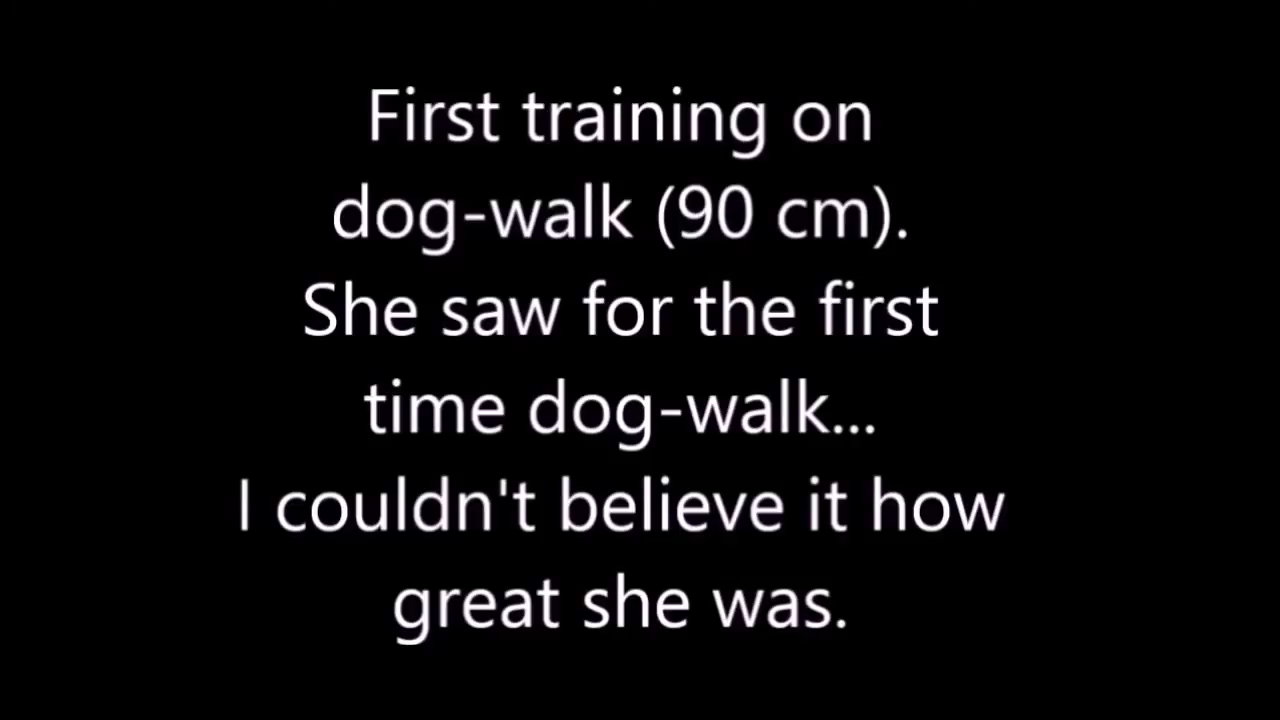 First training on
dog-walk (90 cm).
She saw for the first
time dog-walk...
I couldn't believe it how
great she was.